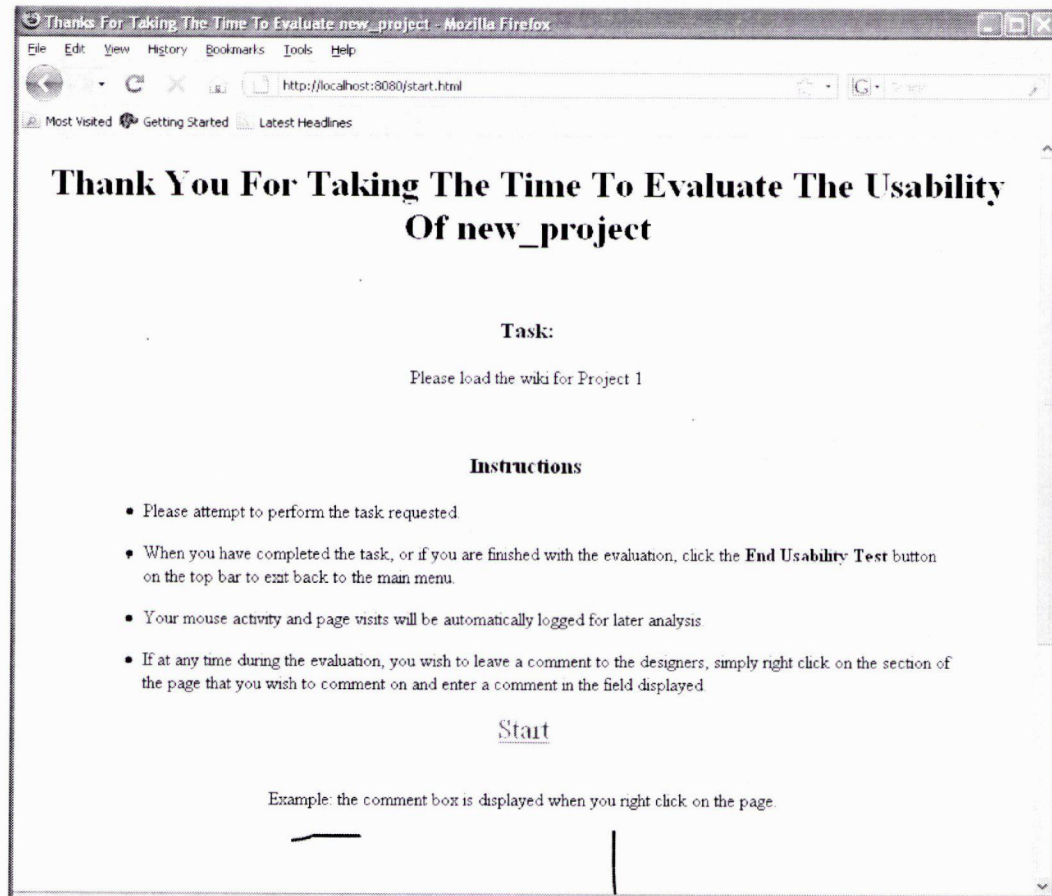 Thanks For Taking The Time To Evaluate new_project - Mozilla Firefox
File Edit View History Bookmarks Tools Help
http://localhost:8080/start.html
G
Most Visited Getting Started Latest Headlines
Thank You For Taking The Time To Evaluate The Usability
Of new_project
Task:
Please load the wiki for Project 1
Instructions
• Please attempt to perform the task requested.
• When you have completed the task, or if you are finished with the evaluation, click the End Usability Test button
on the top bar to exit back to the main menu.
• Your mouse activity and page visits will be automatically logged for later analysis.
• If at any time during the evaluation, you wish to leave a comment to the designers, simply right click on the section of
the page that you wish to comment on and enter a comment in the field displayed.
Start
Example: the comment box is displayed when you right click on the page.